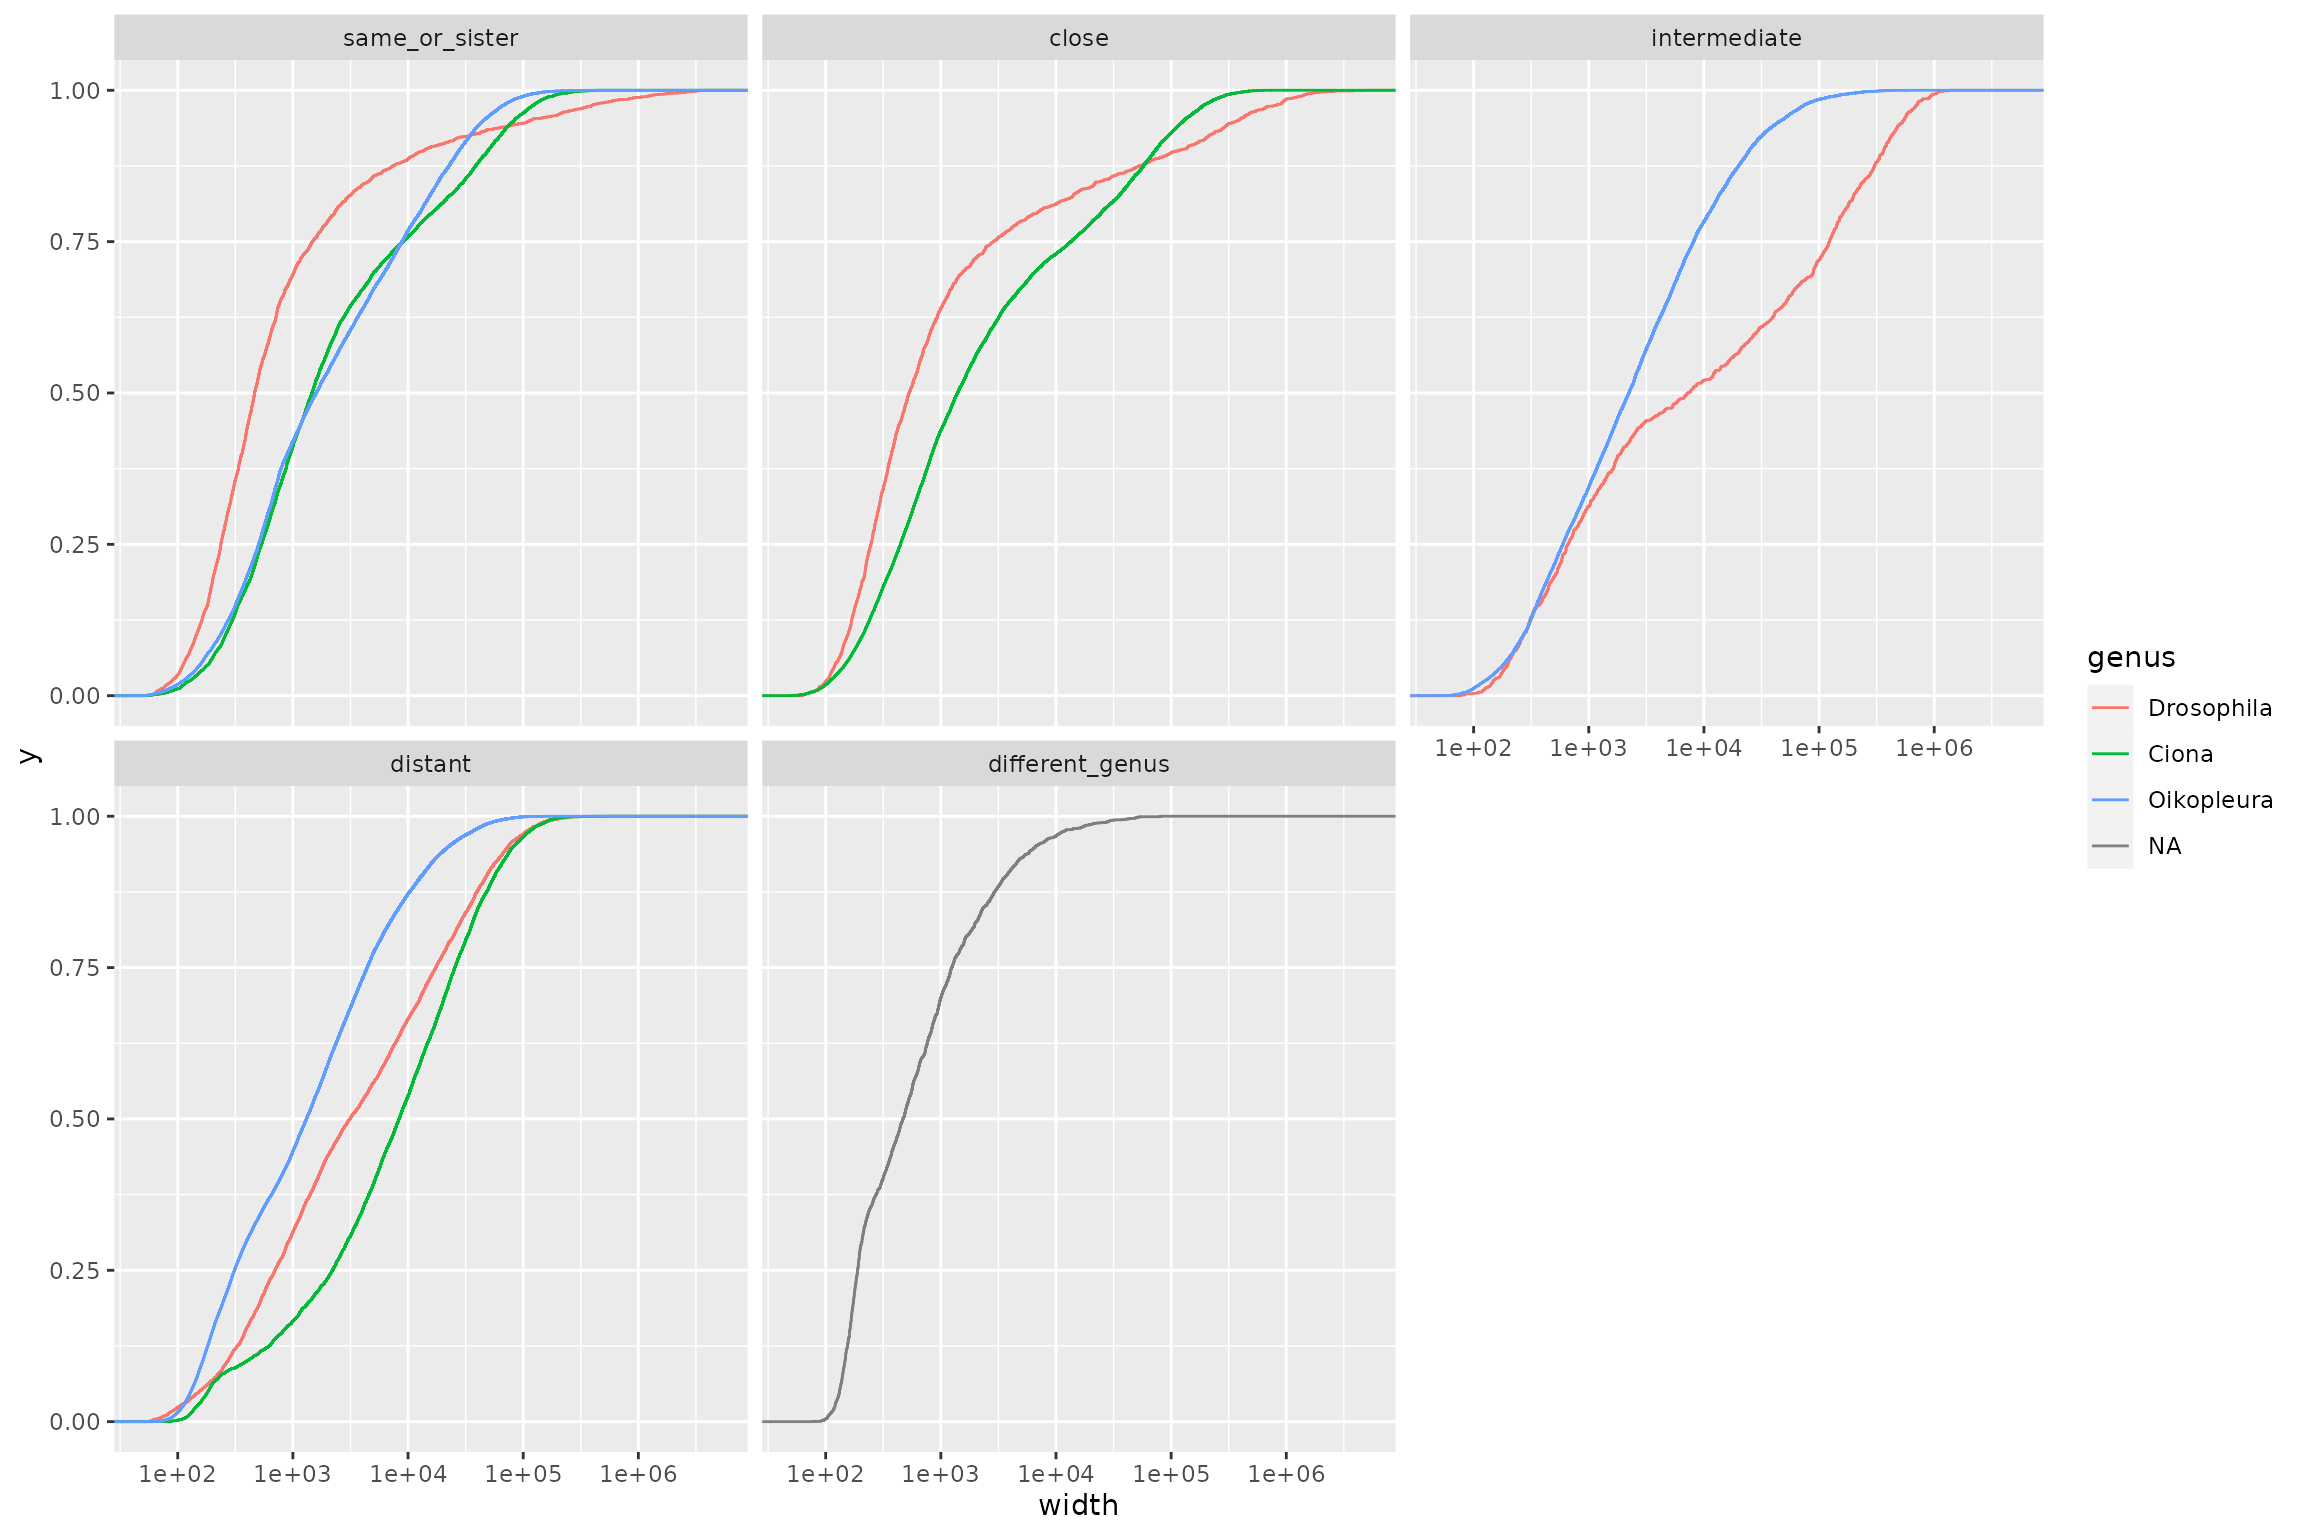 same_or_sister
close
intermediate
1.00
0.75
0.50
0.25
0.00
1e+02 1e+03 1e+04 1e+05 1e+06
y
distant
different_genus
1.00
0.75
0.50
0.25
0.00
1e+02 1e+03 1e+04 1e+05 1e+06
1e+02 1e+03 1e+04 1e+05 1e+06
width
genus
Drosophila
Ciona
Oikopleura
NA